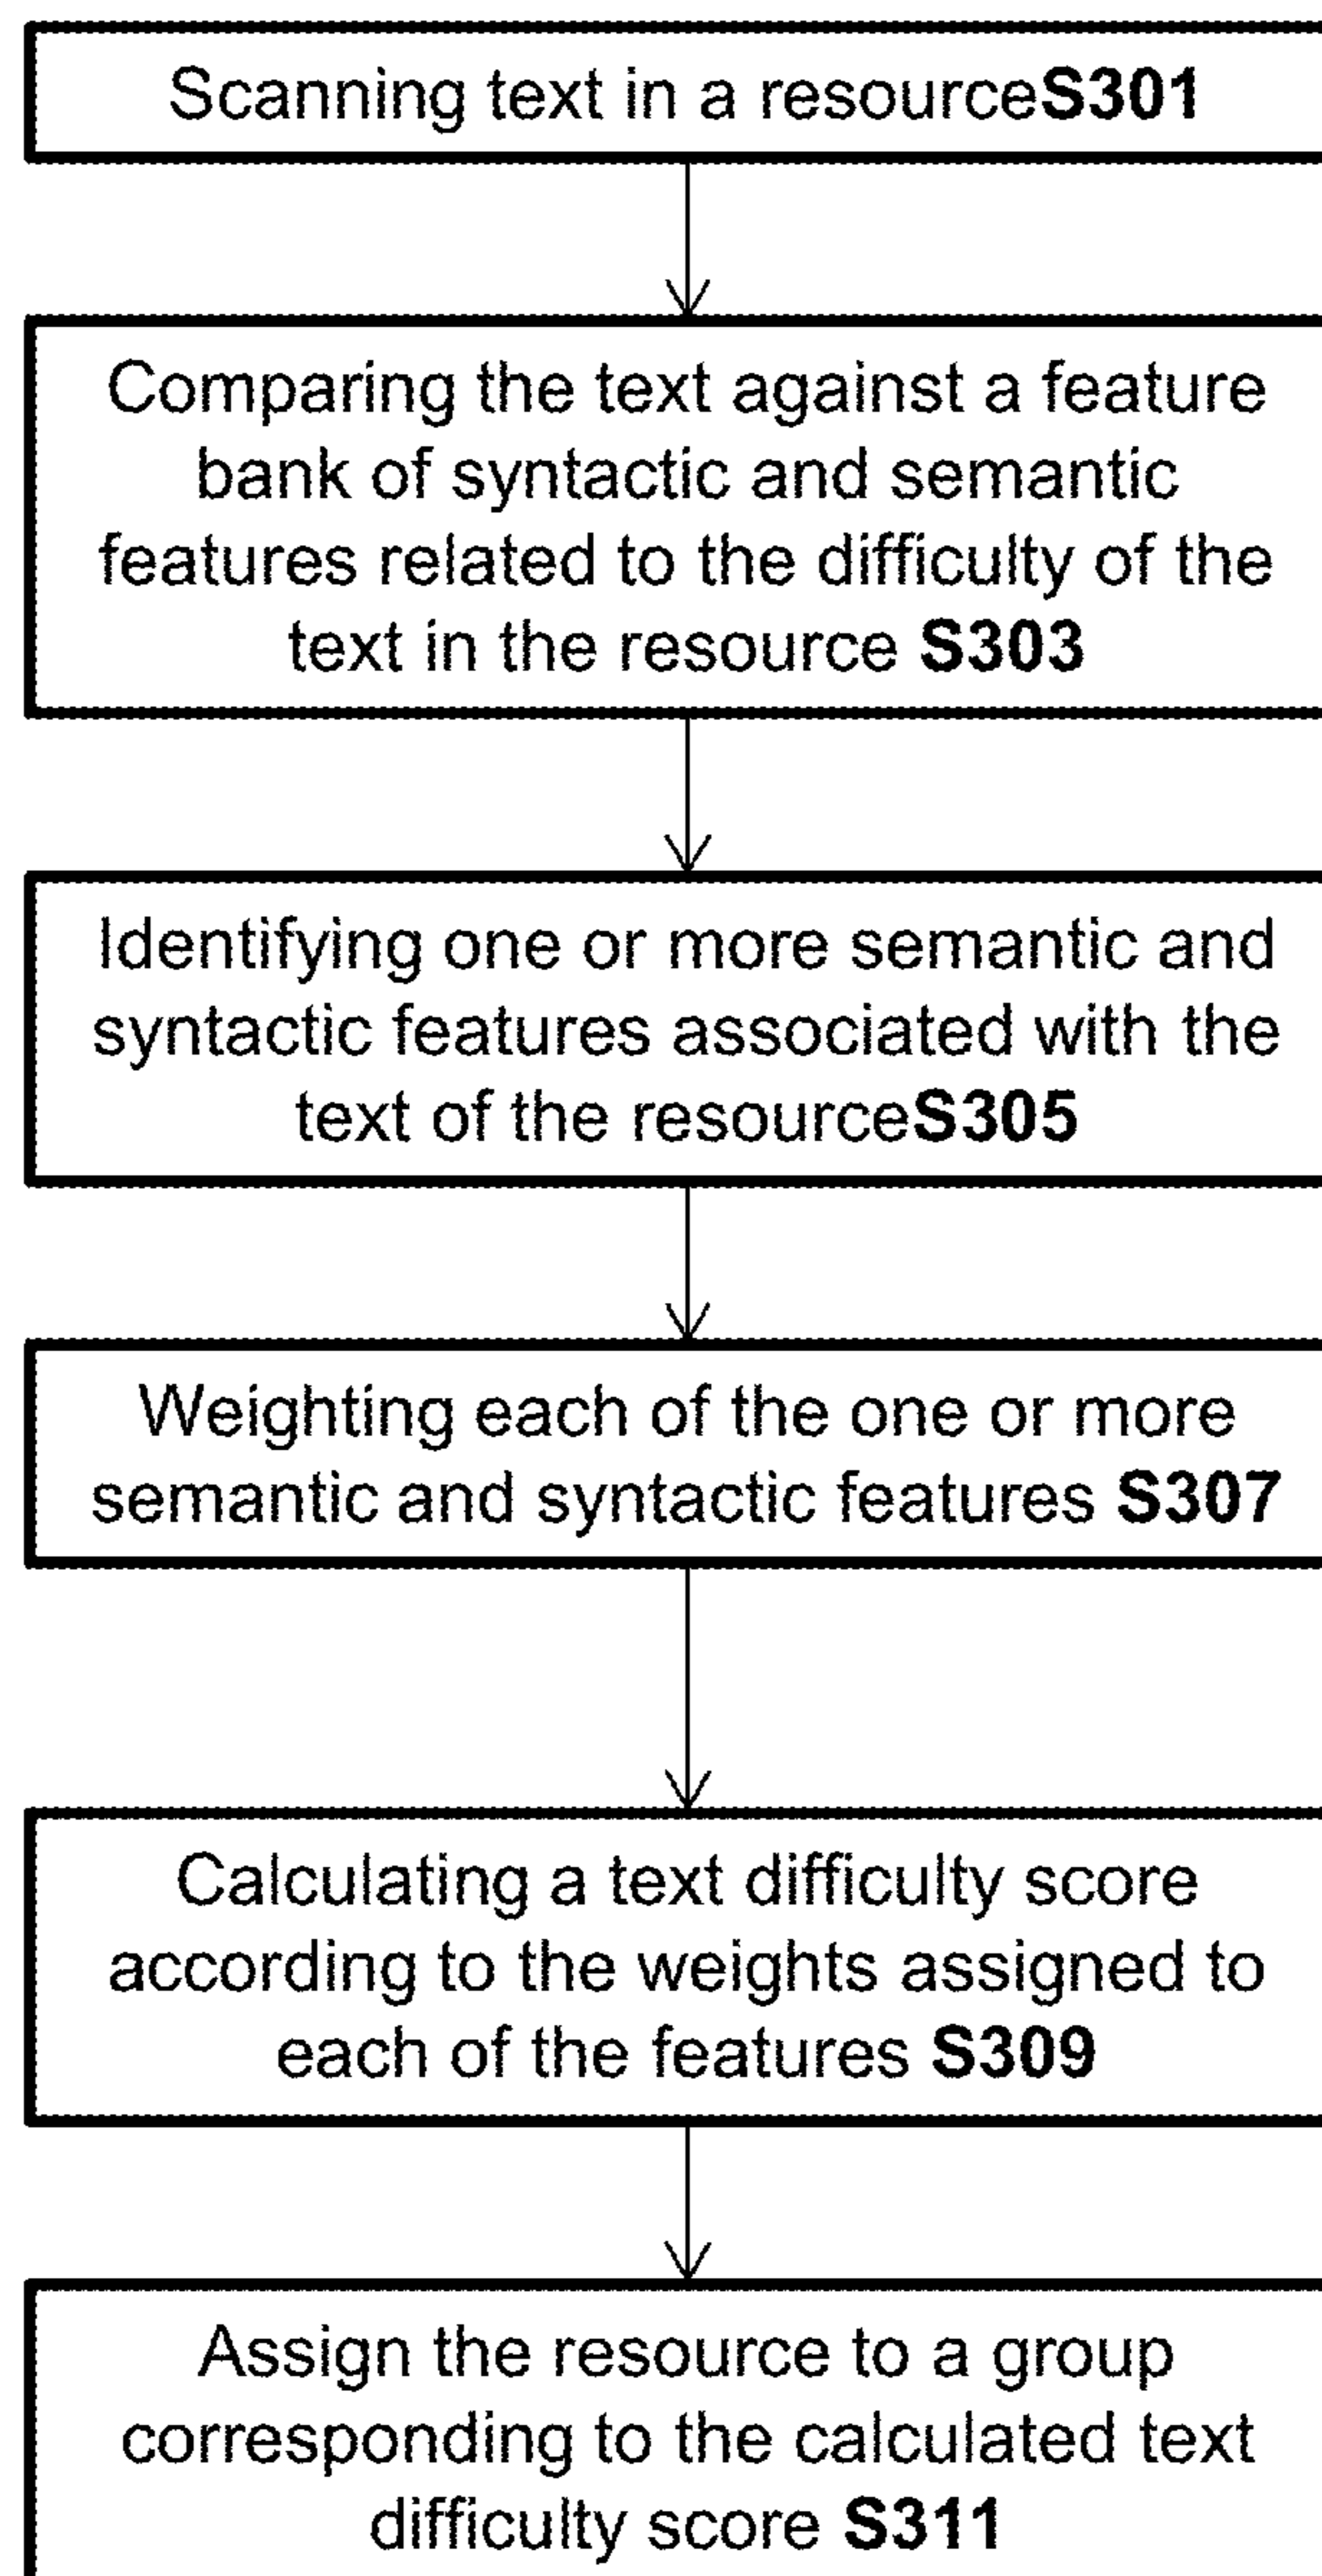 Scanning text in a resourceS301
Comparing the text against a feature
bank of syntactic and semantic
features related to the difficulty of the
text in the resource S303
Identifying one or more semantic and
syntactic features associated with the
text of the resourceS305
Weighting each of the one or more
semantic and syntactic features S307
Calculating a text difficulty score
according to the weights assigned to
each of the features S309
Assign the resource to a group
corresponding to the calculated text
difficulty score S311